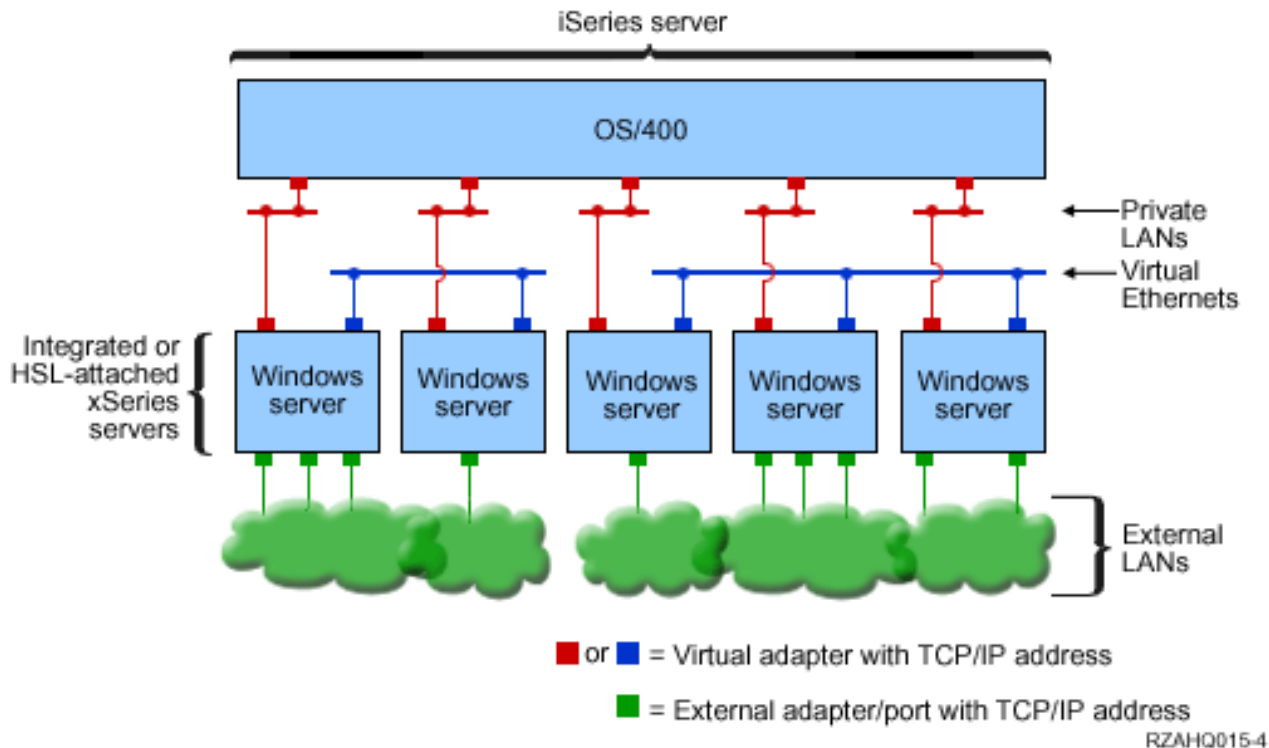 iSeries server
OS/400
Private
LANs
Virtual
Ethernets
Integrated or
HSL-attached
xSeries
servers
Windows
server
Windows
server
Windows
server
Windows
server
Windows
server
External
LANs
or = Virtual adapter with TCP/IP address
= External adapter/port with TCP/IP address
RZAHQ015-4